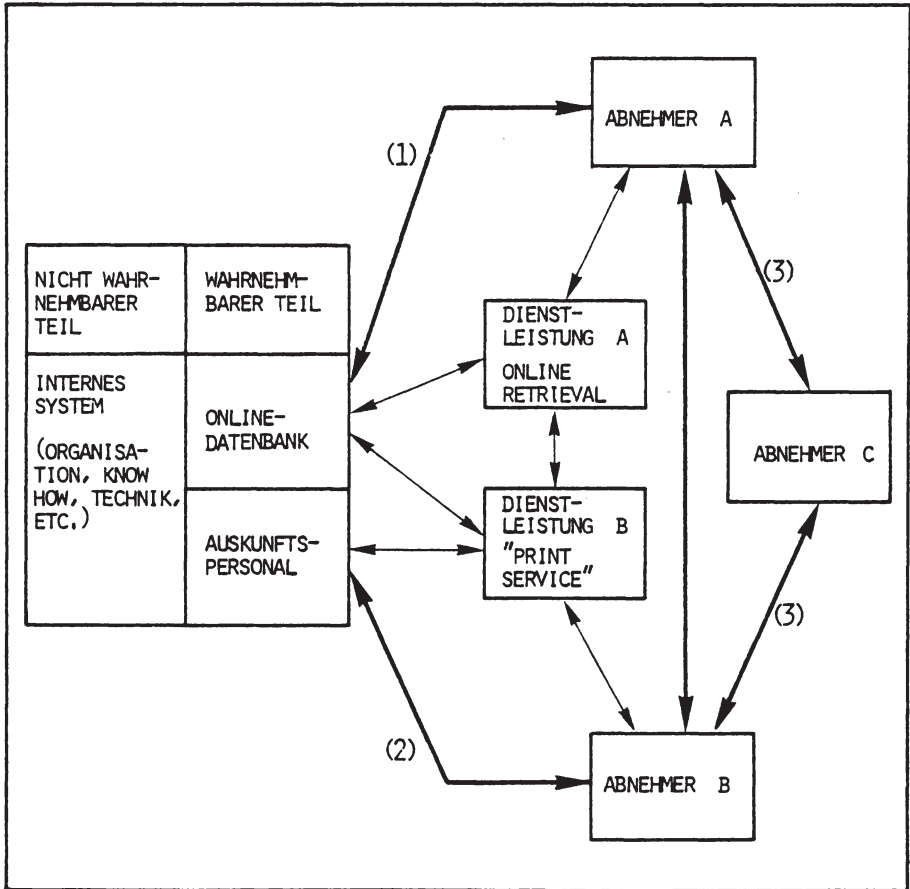 ABNEHMER A
(1)
(3)
NICHT WAHR-
NEHMBARER
TEIL
WAHRNEHM-
BARER TEIL
DIENST-
LEISTUNG A
ONLINE
RETRIEVAL
INTERNES
SYSTEM
(ORGANISA-
TION, KNOW
HOW, TECHNIK,
ETC.)
ONLINE-
DATENBANK
ABNEHMER C
AUSKUNFTS-
PERSONAL
DIENST-
LEISTUNG B
"PRINT
SERVICE"
(3)
(2)
ABNEHMER B